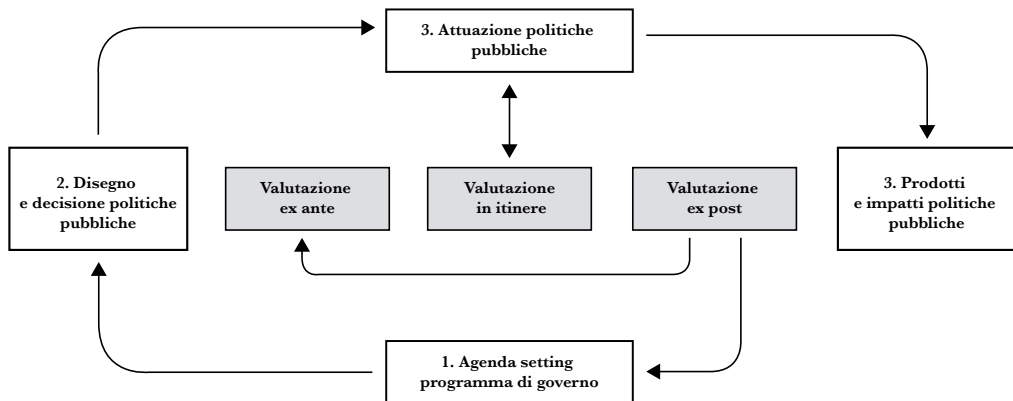 3. Attuazione politiche
pubbliche
2. Disegno
e decisione politiche
pubbliche
Valutazione
ex ante
Valutazione
in itinere
Valutazione
ex post
3. Prodotti
e impatti politiche
pubbliche
1. Agenda setting
programma di governo